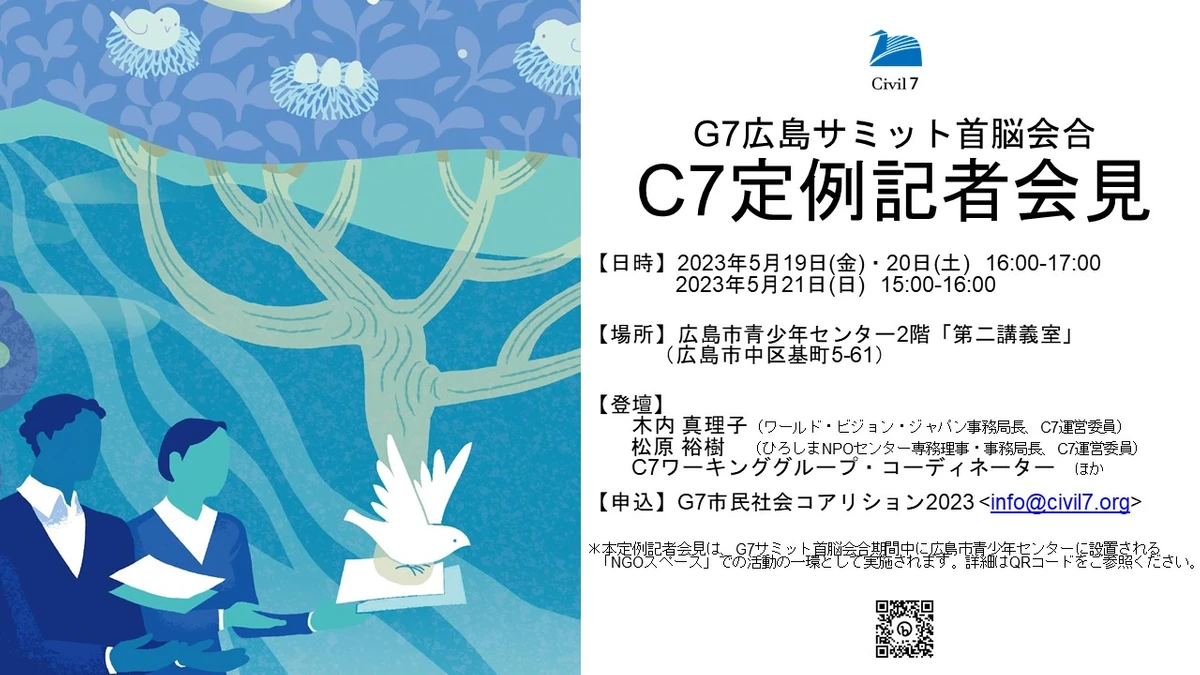 Civil 7
G7広島サミット首脳会合
C7定例記者会見
【日時】2023年5月19日(金)・20日(土) 16:00-17:00
2023年5月21日(日) 15:00-16:00
【場所】広島市青少年センター2階「第二講義室」
（広島市中区基町5-61）
【登壇】
木内 真理子（ワールド・ビジョン・ジャパン事務局長、C7運営委員）
松原 裕樹 （ひろしまNPOセンター専務理事・事務局長、C7運営委員）
C7ワーキンググループ・コーディネーター ほか
【申込】G7市民社会コアリション2023 <info@civil7.org>
※本定例記者会見は、G7サミット首脳会合期間中に広島市青少年センターに設置される
「NGOスペース」での活動の一環として実施されます。詳細はQRコードをご参照ください。